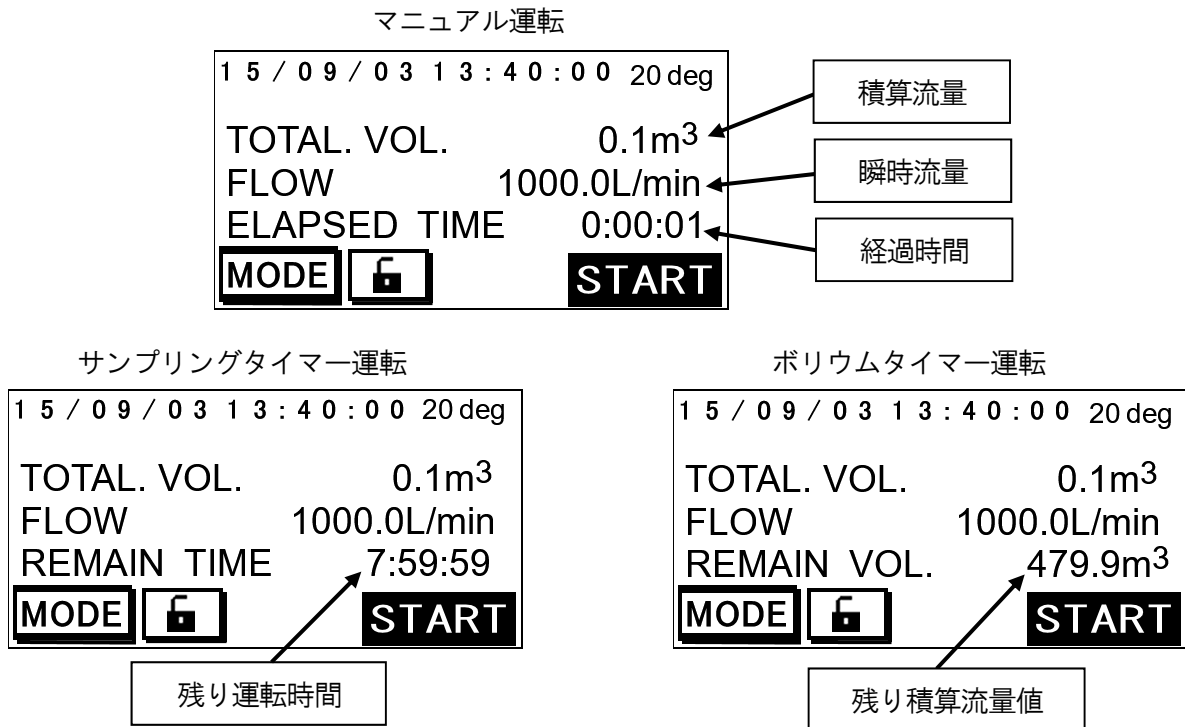 マニュアル運転
15/09/03 13:40:00 20 deg
積算流量
TOTAL. VOL. 0.1m3
瞬時流量
FLOW 1000.0L/min
ELAPSED TIME 0:00:01
経過時間
MODE START
サンプリングタイマー運転
15/09/03 13:40:00 20 deg
TOTAL. VOL. 0.1m3
FLOW 1000.0L/min
REMAIN TIME 7:59:59
MODE START
残り運転時間
ボリウムタイマー運転
15/09/03 13:40:00 20 deg
TOTAL. VOL. 0.1m3
FLOW 1000.0L/min
REMAIN VOL. 479.9m3
MODE START
残り積算流量値